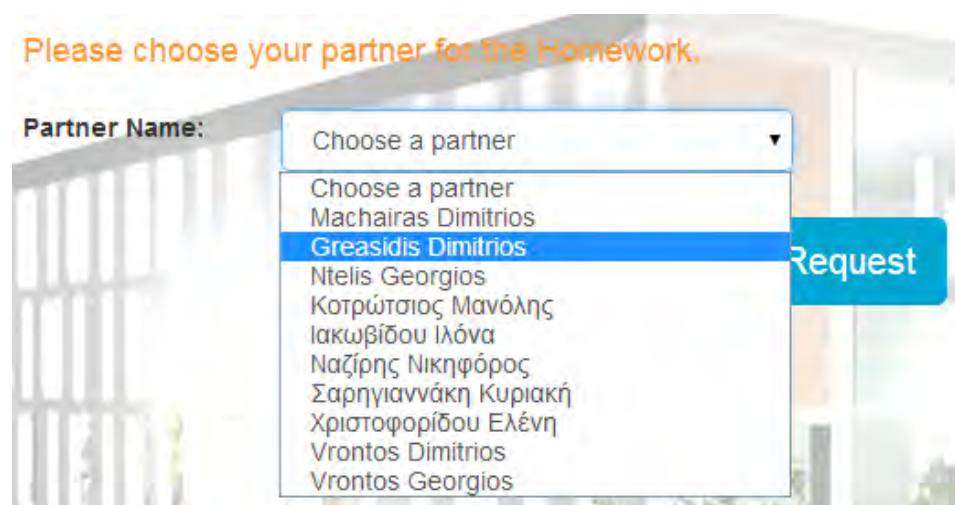 Please choose your partner for the Homework.
Partner Name:
Choose a partner
Choose a partner
Machairas Dimitrios
Greasidis Dimitrios
Request
Ntelis Georgios
Κοτρώτσιος Μανόλης
Ιακωβίδου Ιλόνα
Ναζίρης Νικηφόρος
Σαρηγιαννάκη Κυριακή
Χριστοφορίδου Ελένη
Vrontos Dimitrios
Vrontos Georgios